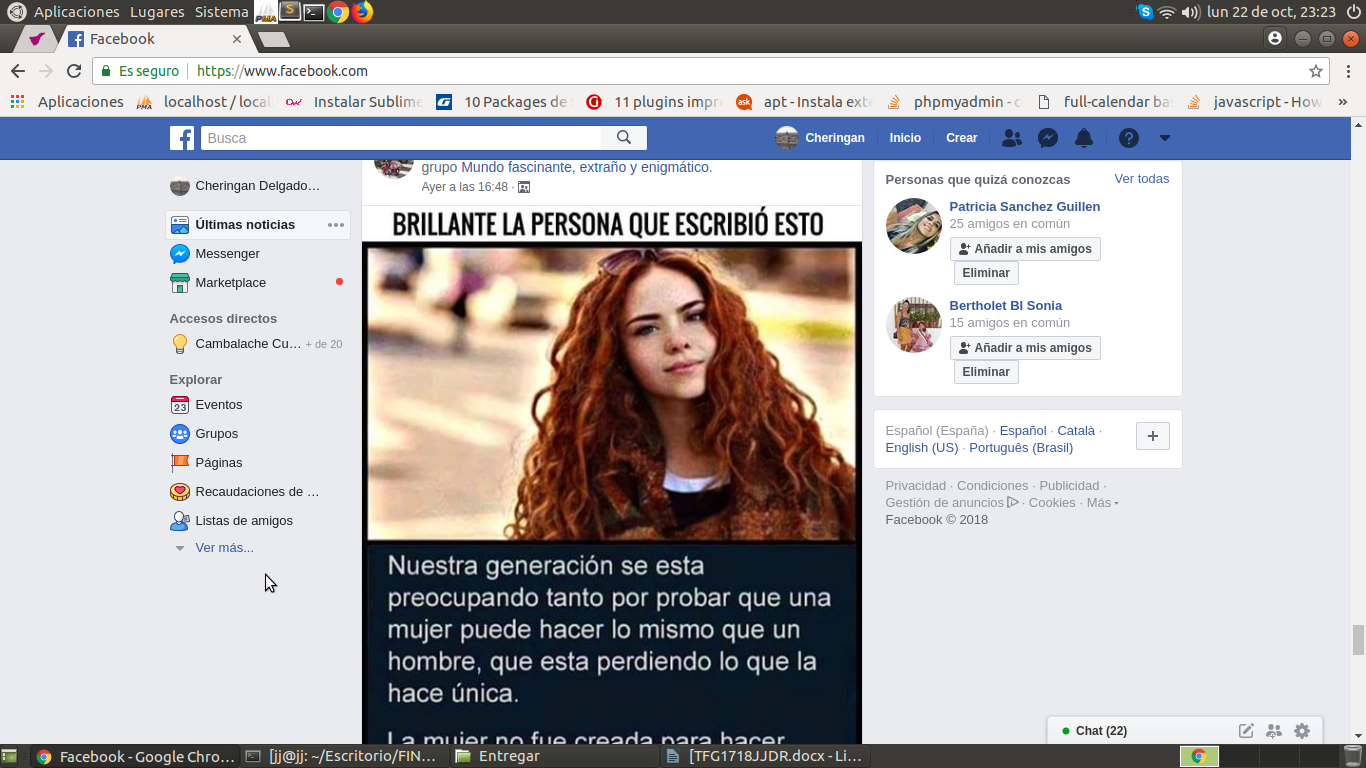 Aplicaciones Lugares Sistema
lun 22 de oct, 23:23
Facebook
Es seguro https://www.facebook.com
Aplicaciones
localhost / local
Instalar Sublime
10 Packages de
11 plugins impr
apt - Instala ext
phpmyadmin - c
full-calendar ba
javascript - How
»
Busca
Cheringan Inicio Crear
Cheringan Delgado…
Últimas noticias
Messenger
Marketplace
Accesos directos
Cambalache Cu… + de 20
Explorar
23 Eventos
Grupos
Páginas
Recaudaciones de …
Listas de amigos
Ver más...
grupo Mundo fascinante, extraño y enigmático.
Ayer a las 16:48 ·
BRILLANTE LA PERSONA QUE ESCRIBIÓ ESTO
Nuestra generación se esta
preocupando tanto por probar que una
mujer puede hacer lo mismo que un
hombre, que esta perdiendo lo que la
hace única.
La mujer no fue creada para hacer
Personas que quizá conozcas Ver todas
Patricia Sanchez Guillen
25 amigos en común
Añadir a mis amigos
Eliminar
Bertholet Bl Sonia
15 amigos en común
Añadir a mis amigos
Eliminar
Español (España) · Español · Català ·
English (US) · Português (Brasil)
Privacidad · Condiciones · Publicidad ·
Gestión de anuncios · Cookies · Más
Facebook © 2018
Chat (22)
Facebook - Google Chro…
[jj@jj: ~/Escritorio/FIN…
Entregar
[TFG1718JJDR.docx - Li…